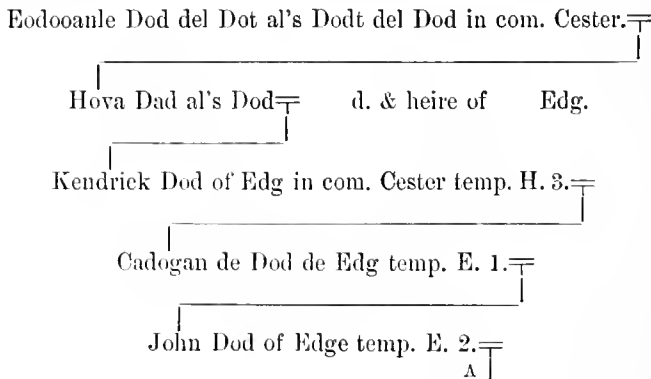 Eodooanle Dod del Dot al's Dodt del Dod in com. Cester.
Hova Dad al's Dod d. & heire of Edg.
Kendrick Dod of Edg in com. Cester temp. H. 3.
Cadogan de Dod de Edg temp. E. 1.
John Dod of Edge temp. E. 2.
A